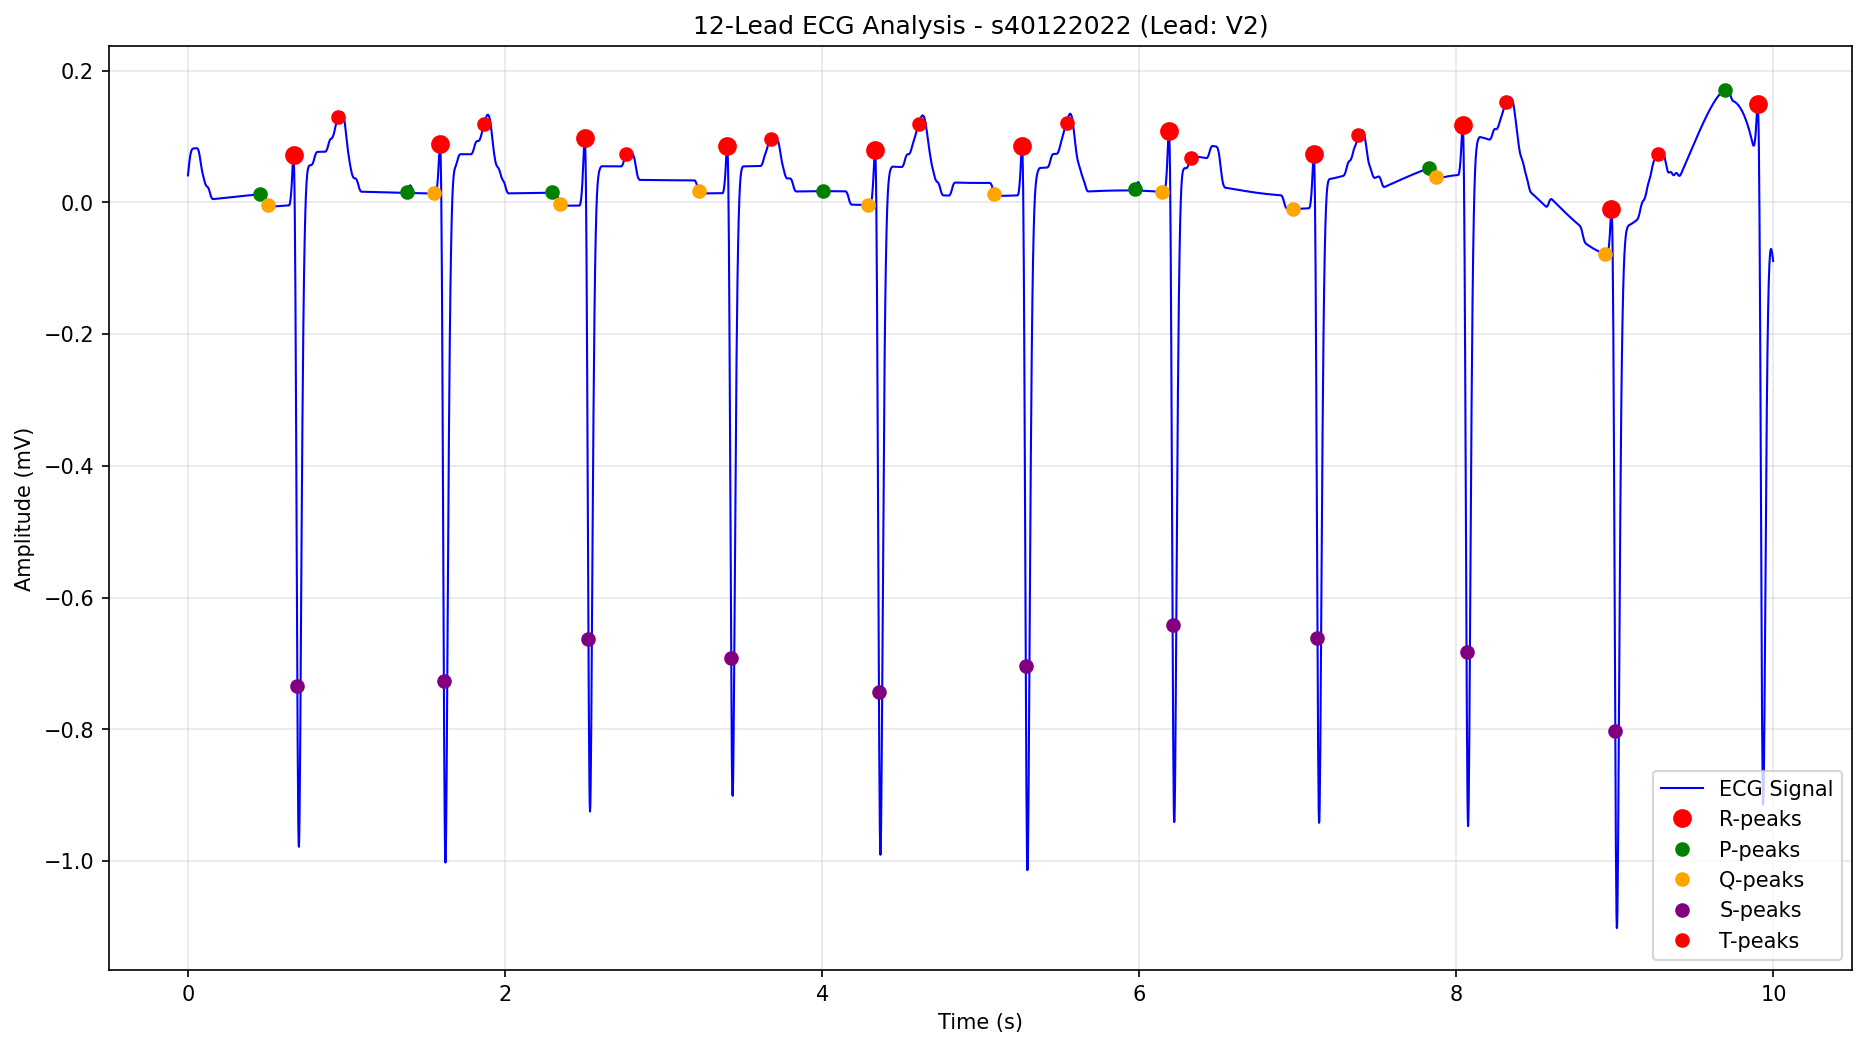 12-Lead ECG Analysis - s40122022 (Lead: V2)
0.2
0.0
−0.2
−0.4
−0.6
−0.8
−1.0
Amplitude (mV)
0 2 4 6 8 10
Time (s)
ECG Signal
R-peaks
P-peaks
Q-peaks
S-peaks
T-peaks